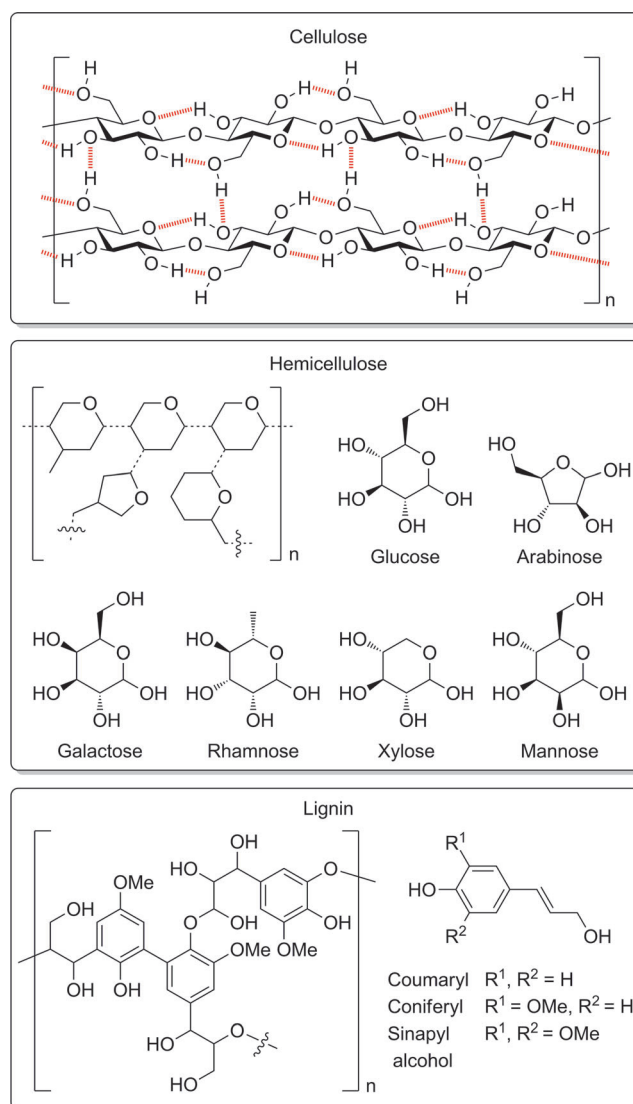 Cellulose
H H
O O H O O H
O H O O O H O O
H O O O H O O O
O H O O H O
H H H H
O O H O O H
O H O O O H O O
H O O O H O O O
O H O O H O
H H
n
Hemicellulose
O O O
O O
n
OH
HO
O
HO
OH
OH
Glucose
HO
O
OH
HO
OH
Arabinose
OH
HO
O
HO
OH
OH
Galactose
HO
O
HO
OH
OH
Rhamnose
HO
O
HO
OH
OH
Xylose
OH
HO
O
HO
OH
OH
Mannose
Lignin
OH
HO
O
OMe
O
OH
OH
HO
OMe
OMe
OH
OH
HO
O
HO
n
R¹
HO
R²
OH
Coumaryl R¹, R² = H
Coniferyl R¹ = OMe, R² = H
Sinapyl R¹, R² = OMe
alcohol